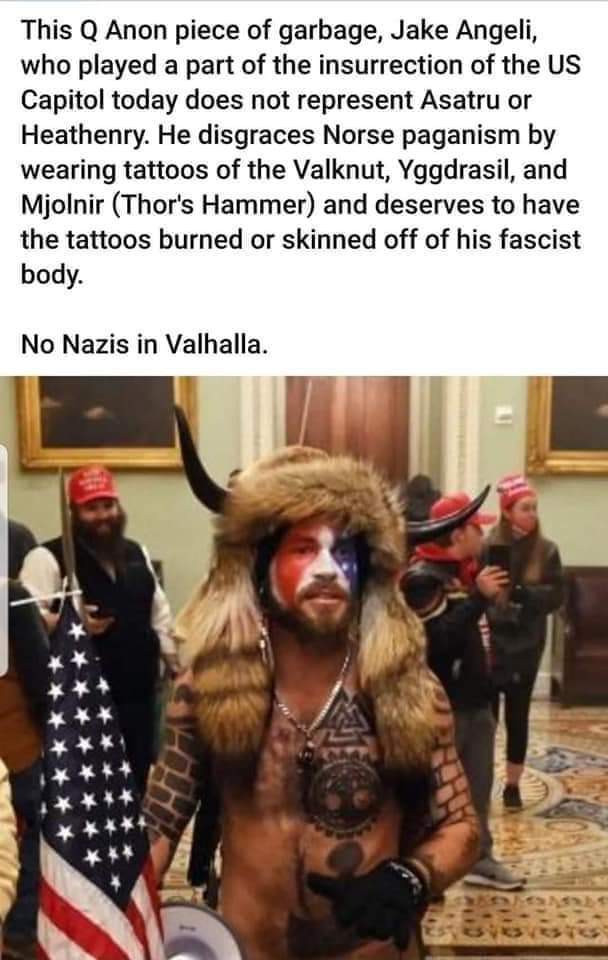 This Q Anon piece of garbage, Jake Angeli,
who played a part of the insurrection of the US
Capitol today does not represent Asatru or
Heathenry. He disgraces Norse paganism by
wearing tattoos of the Valknut, Yggdrasil, and
Mjolnir (Thor's Hammer) and deserves to have
the tattoos burned or skinned off of his fascist
body.
No Nazis in Valhalla.